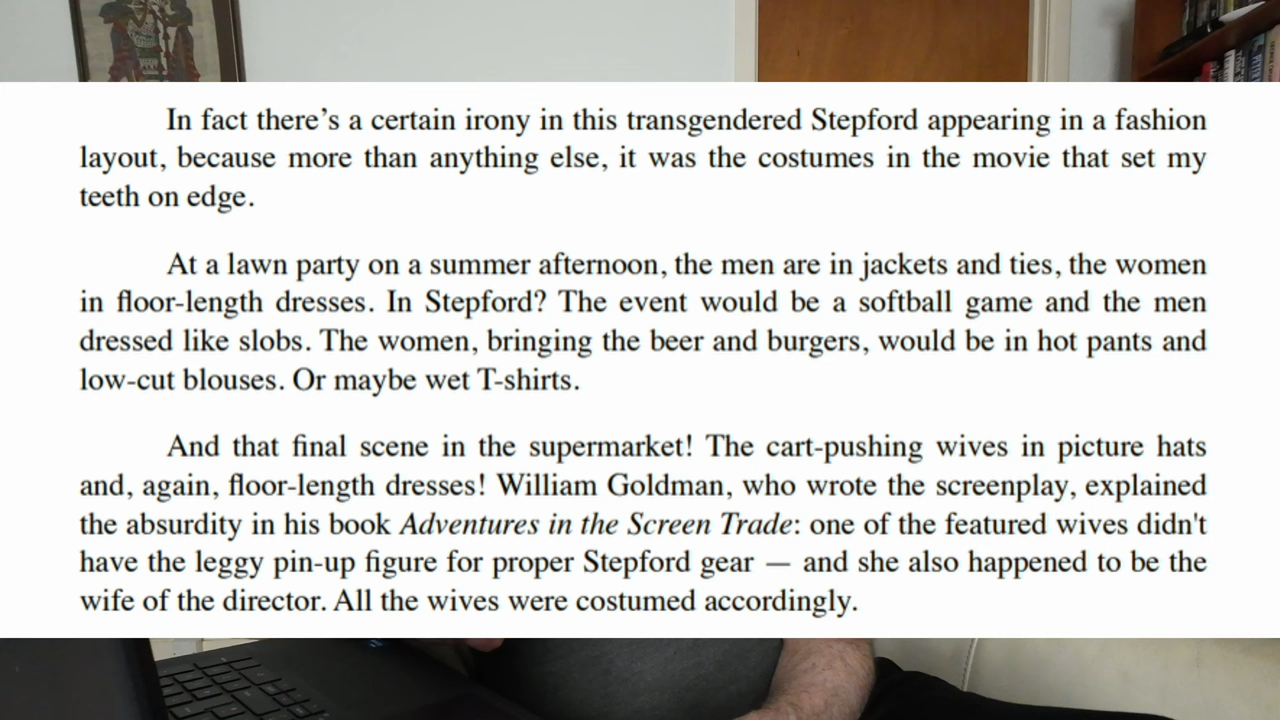 In fact there’s a certain irony in this transgendered Stepford appearing in a fashion
layout, because more than anything else, it was the costumes in the movie that set my
teeth on edge.
At a lawn party on a summer afternoon, the men are in jackets and ties, the women
in floor-length dresses. In Stepford? The event would be a softball game and the men
dressed like slobs. The women, bringing the beer and burgers, would be in hot pants and
low-cut blouses. Or maybe wet T-shirts.
And that final scene in the supermarket! The cart-pushing wives in picture hats
and, again, floor-length dresses! William Goldman, who wrote the screenplay, explained
the absurdity in his book Adventures in the Screen Trade: one of the featured wives didn't
have the leggy pin-up figure for proper Stepford gear — and she also happened to be the
wife of the director. All the wives were costumed accordingly.